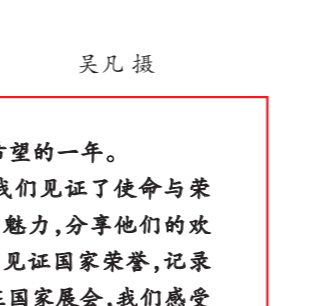 吴凡 摄
望的一年。
我们见证了使命与荣
魅力,分享他们的欢
见证国家荣誉,记录
国家展会,我们感受